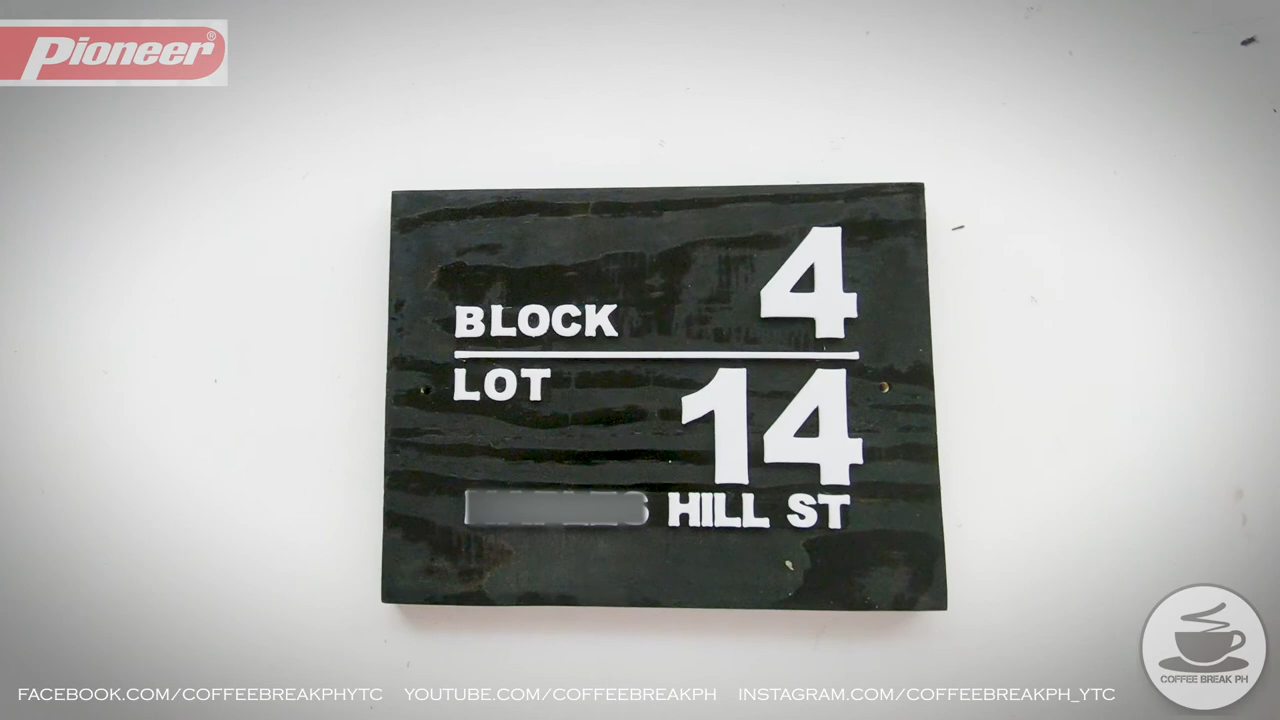 Pioneer®
BLOCK 4
LOT 14
HILL ST
FACEBOOK.COM/COFFEEBREAKPHYTC YOUTUBE.COM/COFFEEBREAKPH INSTAGRAM.COM/COFFEEBREAKPH_YTC
COFFEE BREAK PH